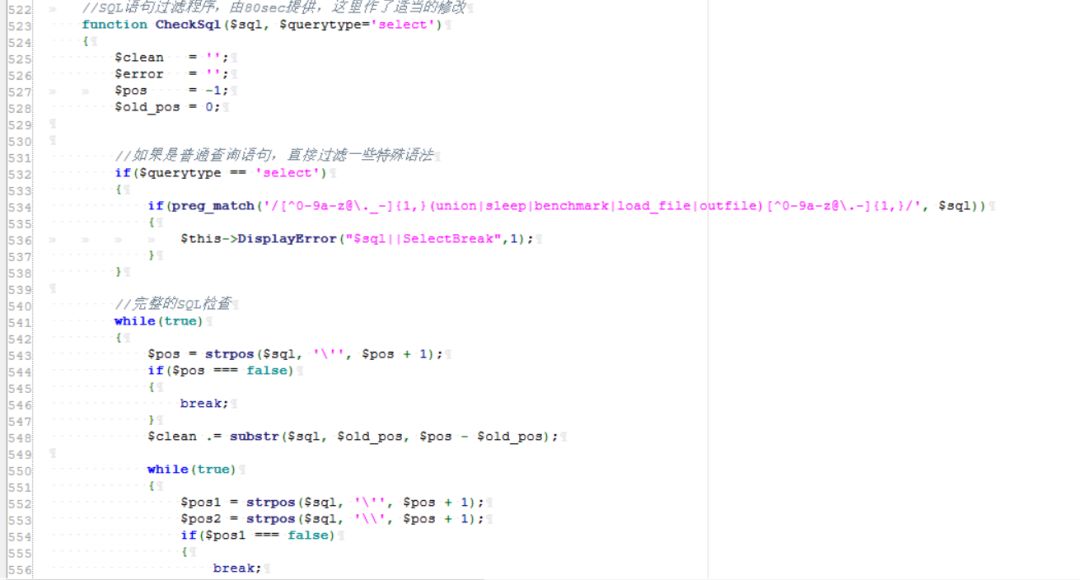 522 //SQL语句过滤程序，由80sec提供，这里作了适当的修改
523 function CheckSql($sql, $querytype='select')
524 {
525 $clean = '';
526 $error = '';
527 $pos = -1;
528 $old_pos = 0;
529
530
531 //如果是普通查询语句，直接过滤一些特殊语法
532 if($querytype == 'select')
533 {
534 if(preg_match('/[^0-9a-z@\._-]{1,}(union|sleep|benchmark|load_file|outfile)[^0-9a-z@\.-]{1,}/', $sql))
535 {
536 $this->DisplayError("$sql||SelectBreak",1);
537 }
538 }
539
540 //完整的SQL检查
541 while(true)
542 {
543 $pos = strpos($sql, '\'', $pos + 1);
544 if($pos === false)
545 {
546 break;
547 }
548 $clean .= substr($sql, $old_pos, $pos - $old_pos);
549
550 while(true)
551 {
552 $pos1 = strpos($sql, '\'', $pos + 1);
553 $pos2 = strpos($sql, '\\', $pos + 1);
554 if($pos1 === false)
555 {
556 break;